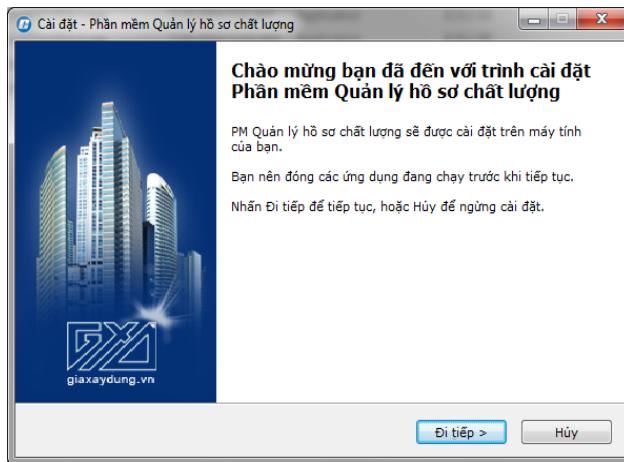 Cài đặt - Phần mềm Quản lý hồ sơ chất lượng
Chào mừng bạn đã đến với trình cài đặt
Phần mềm Quản lý hồ sơ chất lượng
PM Quản lý hồ sơ chất lượng sẽ được cài đặt trên máy tính
của bạn.
Bạn nên đóng các ứng dụng đang chạy trước khi tiếp tục.
Nhấn Đi tiếp để tiếp tục, hoặc Hủy để ngừng cài đặt.
GXD
giaxaydung.vn
Đi tiếp >
Hủy